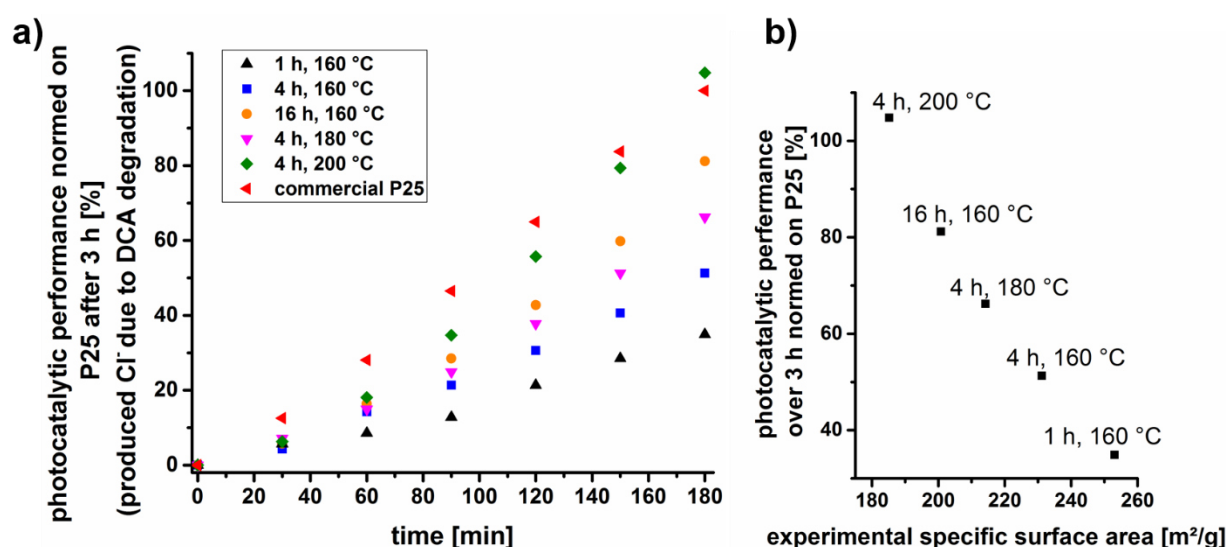 a)
photocatalytic performance normed on
P25 after 3 h [%]
(produced Cl⁻ due to DCA degradation)
100
80
60
40
20
0
1 h, 160 °C
4 h, 160 °C
16 h, 160 °C
4 h, 180 °C
4 h, 200 °C
commercial P25
0 20 40 60 80 100 120 140 160 180
time [min]
b)
photocatalytic perfermance
over 3 h normed on P25 [%]
100
80
60
40
4 h, 200 °C
16 h, 160 °C
4 h, 180 °C
4 h, 160 °C
1 h, 160 °C
180 200 220 240 260
experimental specific surface area [m²/g]